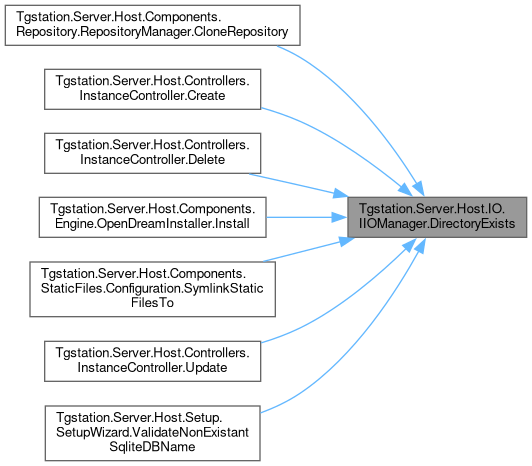 Tgstation.Server.Host.Components.
Repository.RepositoryManager.CloneRepository
Tgstation.Server.Host.Controllers.
InstanceController.Create
Tgstation.Server.Host.Controllers.
InstanceController.Delete
Tgstation.Server.Host.Components.
Engine.OpenDreamInstaller.Install
Tgstation.Server.Host.IO.
IIOManager.DirectoryExists
Tgstation.Server.Host.Components.
StaticFiles.Configuration.SymlinkStatic
FilesTo
Tgstation.Server.Host.Controllers.
InstanceController.Update
Tgstation.Server.Host.Setup.
SetupWizard.ValidateNonExistant
SqliteDBName